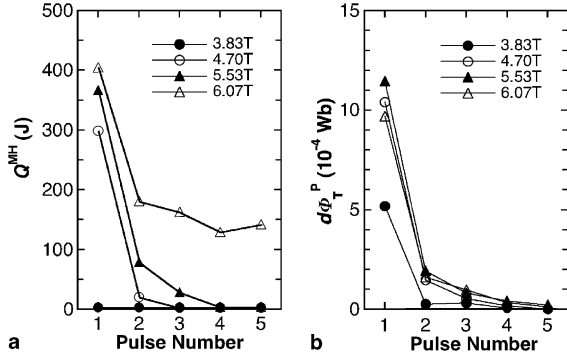 500
400
300
200
100
0
Q^MH (J)
3.83T
4.70T
5.53T
6.07T
1 2 3 4 5
Pulse Number
a
15
10
5
0
dΦ_T^P (10^-4 Wb)
3.83T
4.70T
5.53T
6.07T
1 2 3 4 5
Pulse Number
b